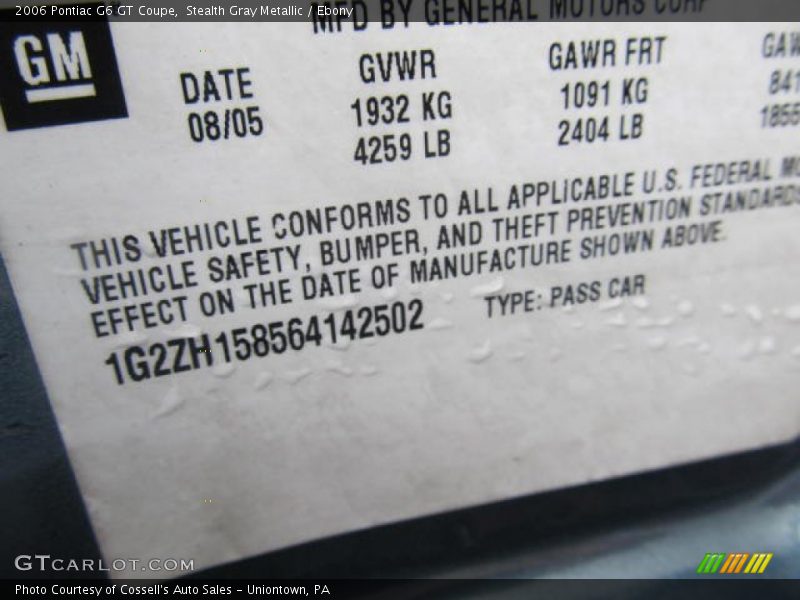 2006 Pontiac G6 GT Coupe, Stealth Gray Metallic / Ebony
MFD BY GENERAL MOTORS CORP
GM
DATE GVWR GAWR FRT
08/05 1932 KG 1091 KG
4259 LB 2404 LB
THIS VEHICLE CONFORMS TO ALL APPLICABLE U.S. FEDERAL
VEHICLE SAFETY, BUMPER, AND THEFT PREVENTION STANDARDS
EFFECT ON THE DATE OF MANUFACTURE SHOWN ABOVE.
1G2ZH158564142502 TYPE: PASS CAR
GTCARLOT.COM
Photo Courtesy of Cossell's Auto Sales - Uniontown, PA